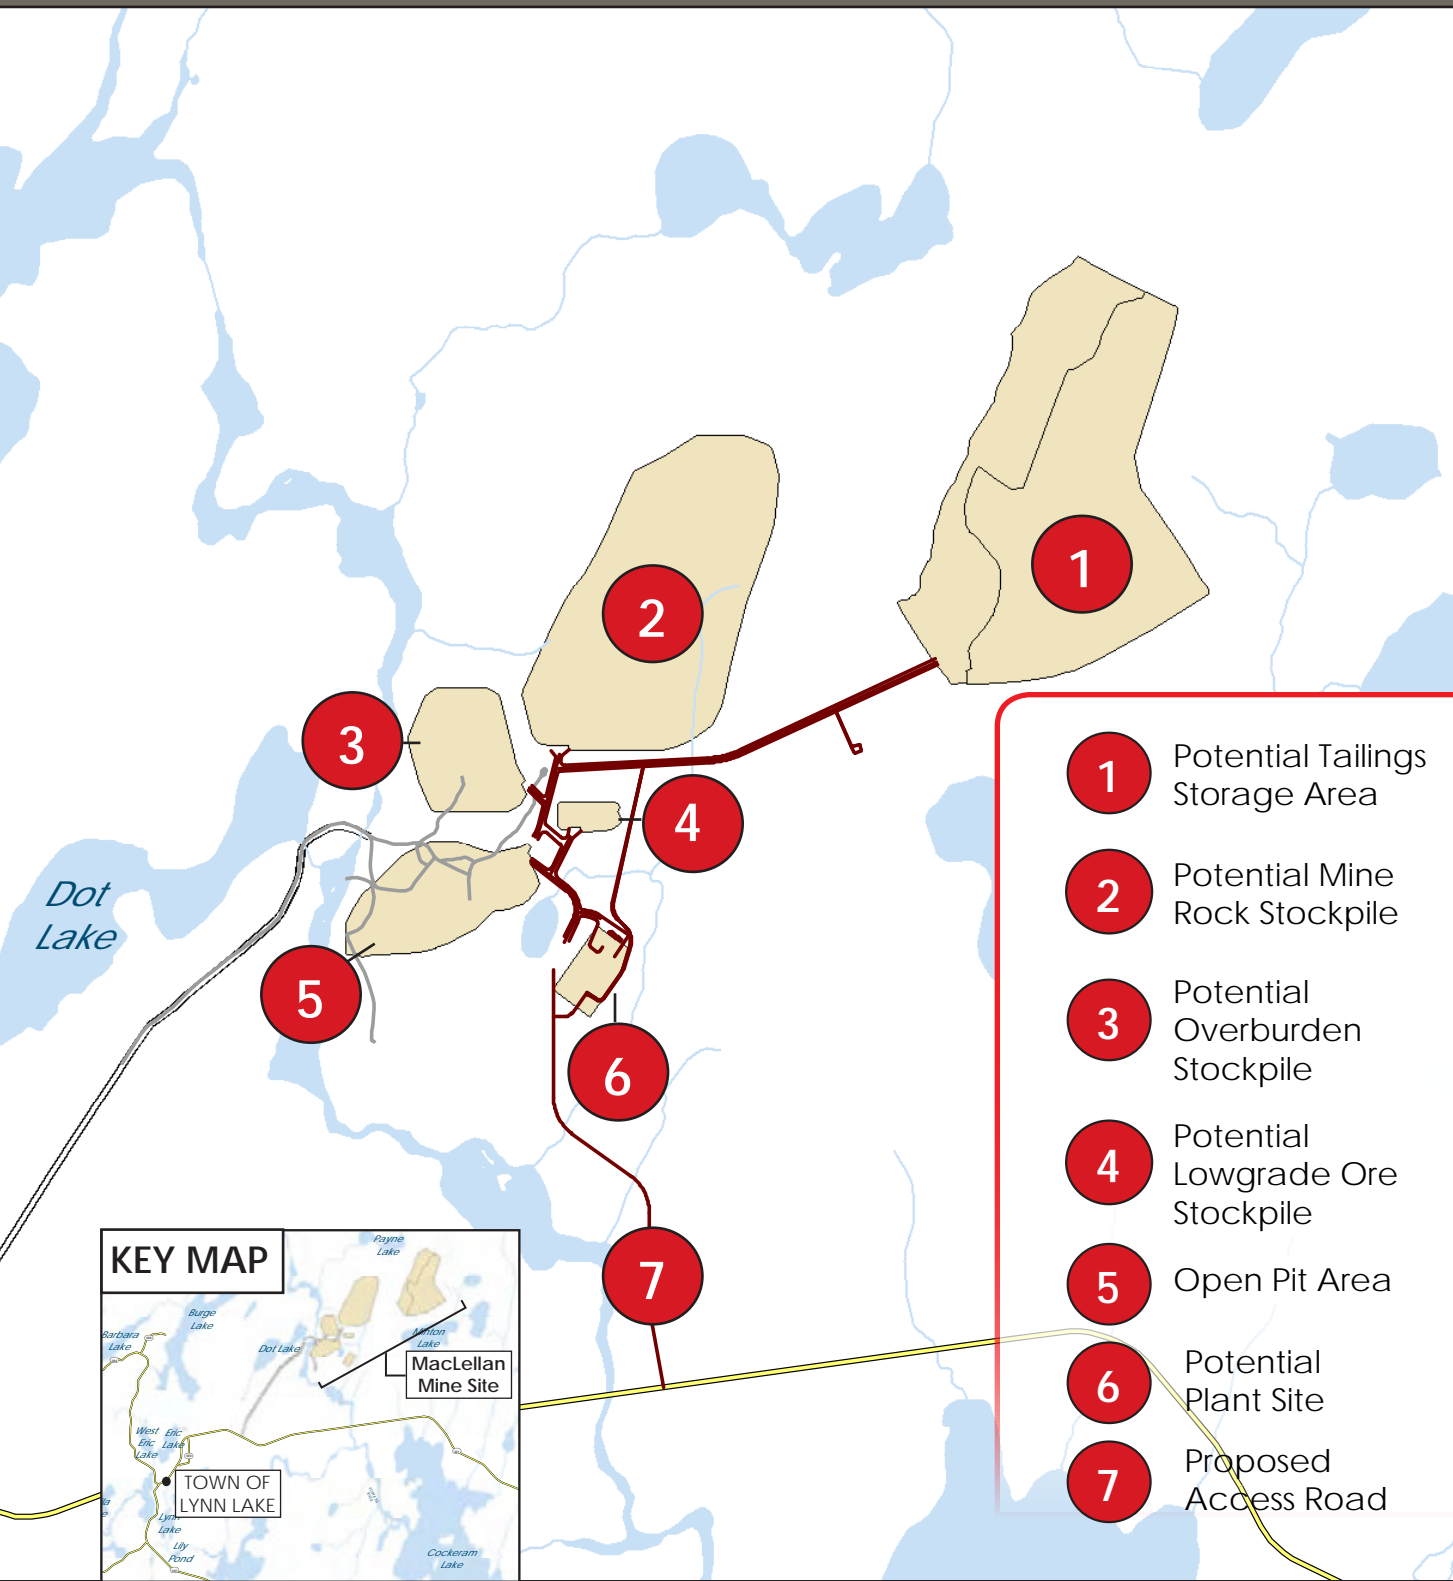 1
2
3
4
5
6
7
Dot
Lake
1
Potential Tailings
Storage Area
2
Potential Mine
Rock Stockpile
3
Potential
Overburden
Stockpile
4
Potential
Lowgrade Ore
Stockpile
5
Open Pit Area
6
Potential
Plant Site
7
Proposed
Access Road
KEY MAP
Payne
Lake
Burge
Lake
Barbara
Lake
Dot Lake
Minton
Lake
MacLellan
Mine Site
West
Eric
Lake
Eric
Lake
TOWN OF
LYNN LAKE
Lynn
Lake
Lily
Pond
Cockeram
Lake